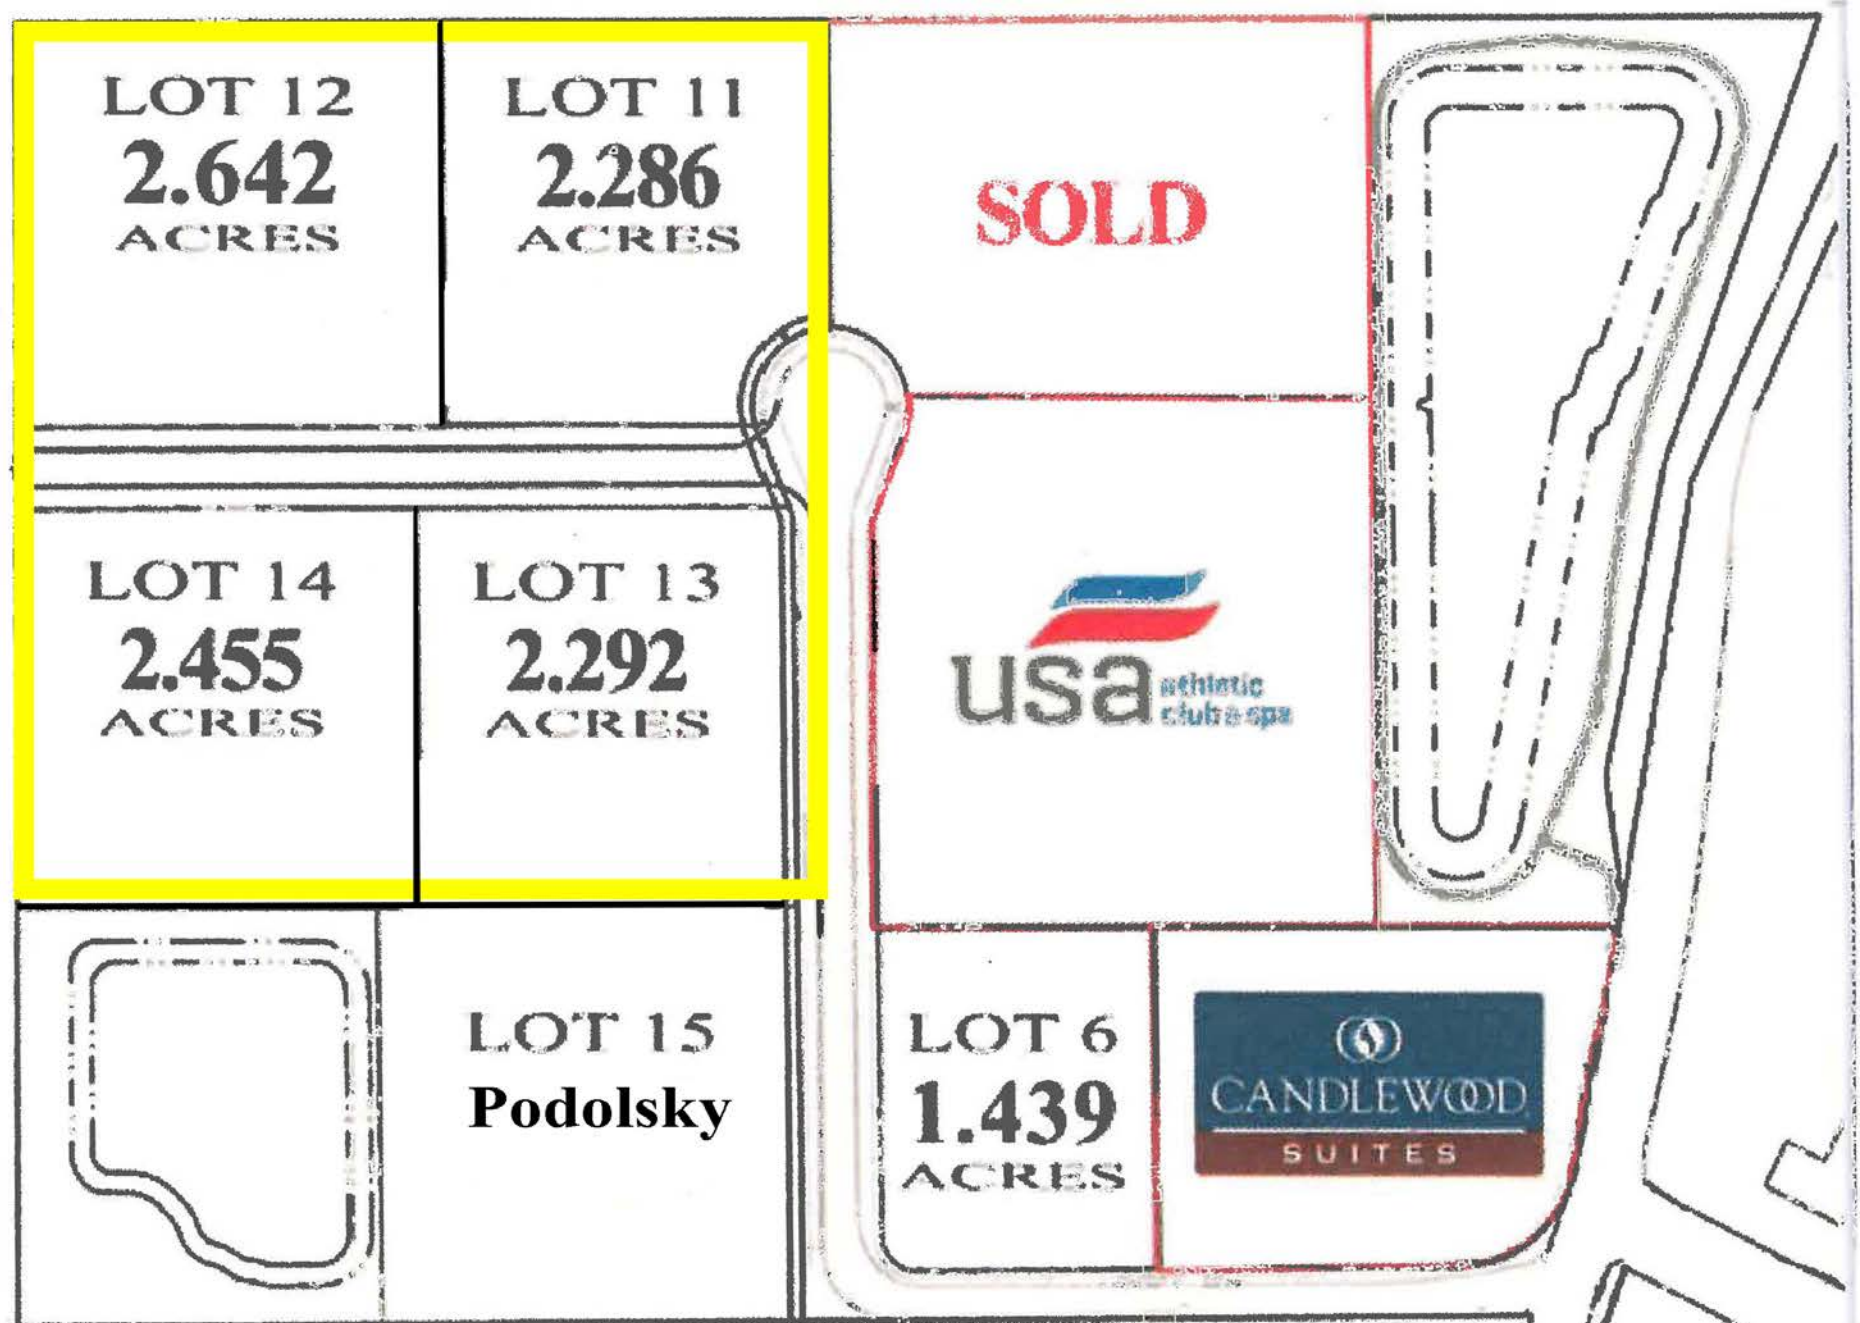 LOT 12
2.642
ACRES
LOT 11
2.286
ACRES
SOLD
LOT 14
2.455
ACRES
LOT 13
2.292
ACRES
usa athletic
club & spa
LOT 15
Podolsky
LOT 6
1.439
ACRES
CANDLEWOOD
SUITES